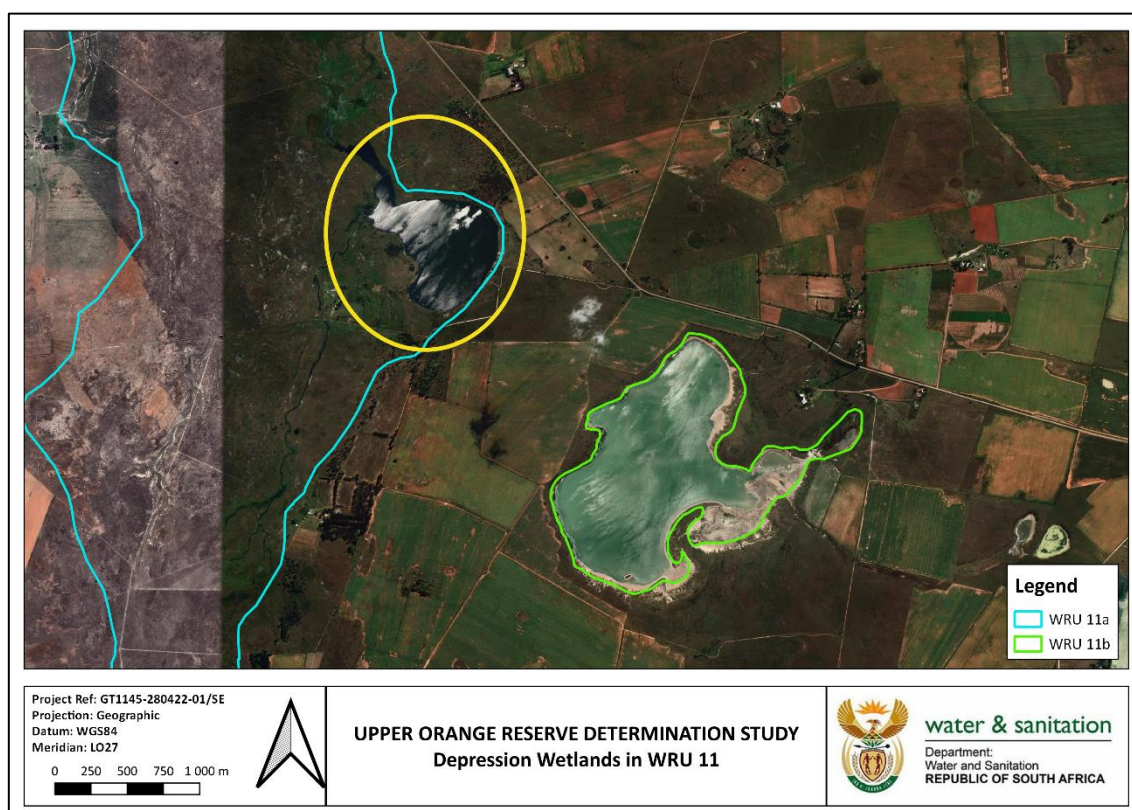 Legend
WRU 11a
WRU 11b
Project Ref: GT1145-280422-01/SE
Projection: Geographic
Datum: WGS84
Meridian: LO27
0 250 500 750 1 000 m
UPPER ORANGE RESERVE DETERMINATION STUDY
Depression Wetlands in WRU 11
water & sanitation
Department:
Water and Sanitation
REPUBLIC OF SOUTH AFRICA